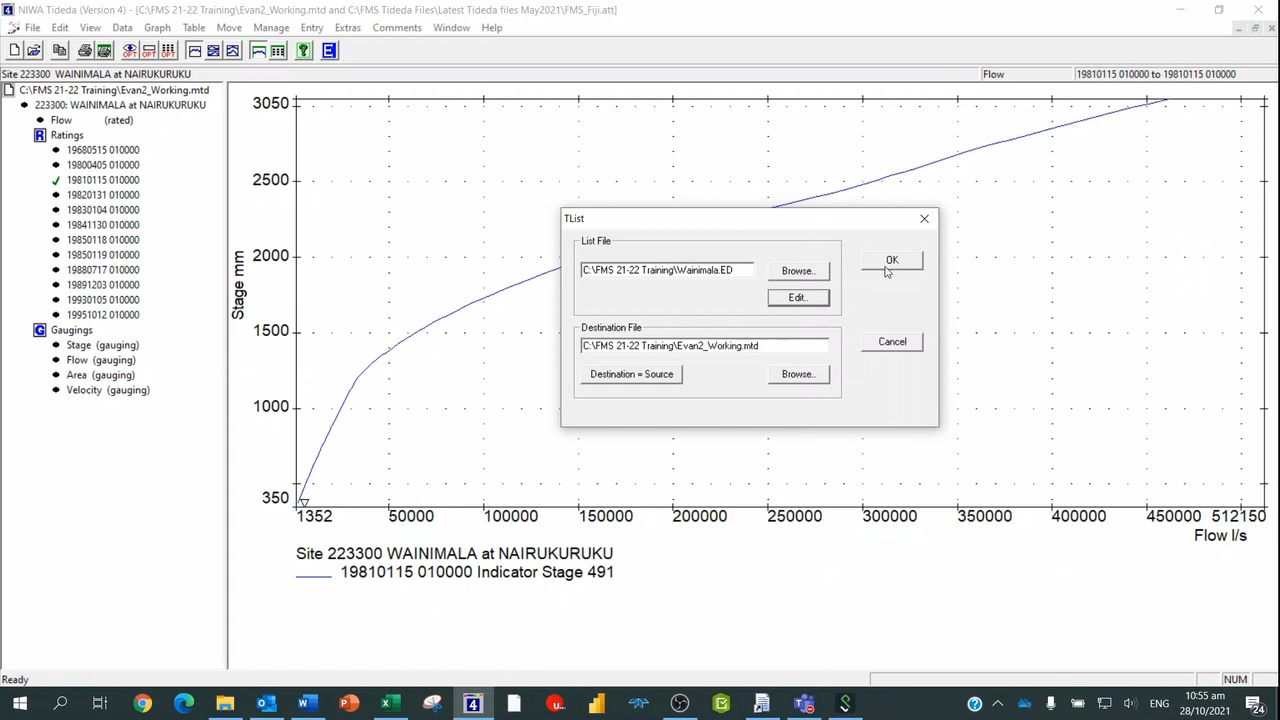 NIWA Tideda (Version 4) - [C:\FMS 21-22 Training\Evan2_Working.mtd and C:\FMS Tideda Files\Latest Tideda files May2021\FMS_Fiji.att]
File Edit View Data Graph Table Move Manage Entry Extras Comments Window Help
OPT OPT OPT
Site 223300 WAINIMALA at NAIRUKURUKU
Flow
19810115 010000 to 19810115 010000
C:\FMS 21-22 Training\Evan2_Working.mtd
223300: WAINIMALA at NAIRUKURUKU
Flow (rated)
R Ratings
19680515 010000
19800405 010000
19810115 010000
19820131 010000
19830104 010000
19841130 010000
19850118 010000
19850119 010000
19880717 010000
19891203 010000
19930105 010000
19951012 010000
G Gaugings
Stage (gauging)
Flow (gauging)
Area (gauging)
Velocity (gauging)
3050
2500
2000
1500
1000
350
Stage mm
TList
List File
C:\FMS 21-22 Training\Wainimala.ED
Browse..
Edit..
OK
Destination File
C:\FMS 21-22 Training\Evan2_Working.mtd
Cancel
Destination = Source
Browse..
1352 50000 100000 150000 200000 250000 300000 350000 400000 450000 512150
Flow l/s
Site 223300 WAINIMALA at NAIRUKURUKU
19810115 010000 Indicator Stage 491
Ready
NUM
ENG
10:55 am
28/10/2021
24